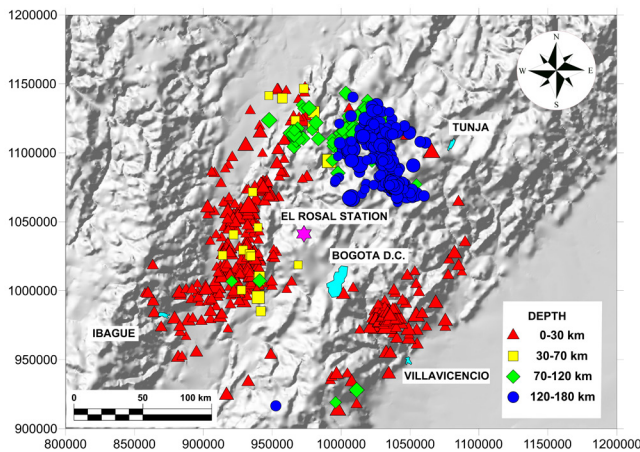 1200000
N
W E
S
1150000
TUNJA
1100000
1050000
EL ROSAL STATION
BOGOTA D.C.
1000000
DEPTH
0-30 km
IBAGUE
30-70 km
950000
70-120 km
VILLAVICENCIO
0 50 100 km
120-180 km
900000
800000 900000 950000 1000000 1050000 1100000 1150000 1200000